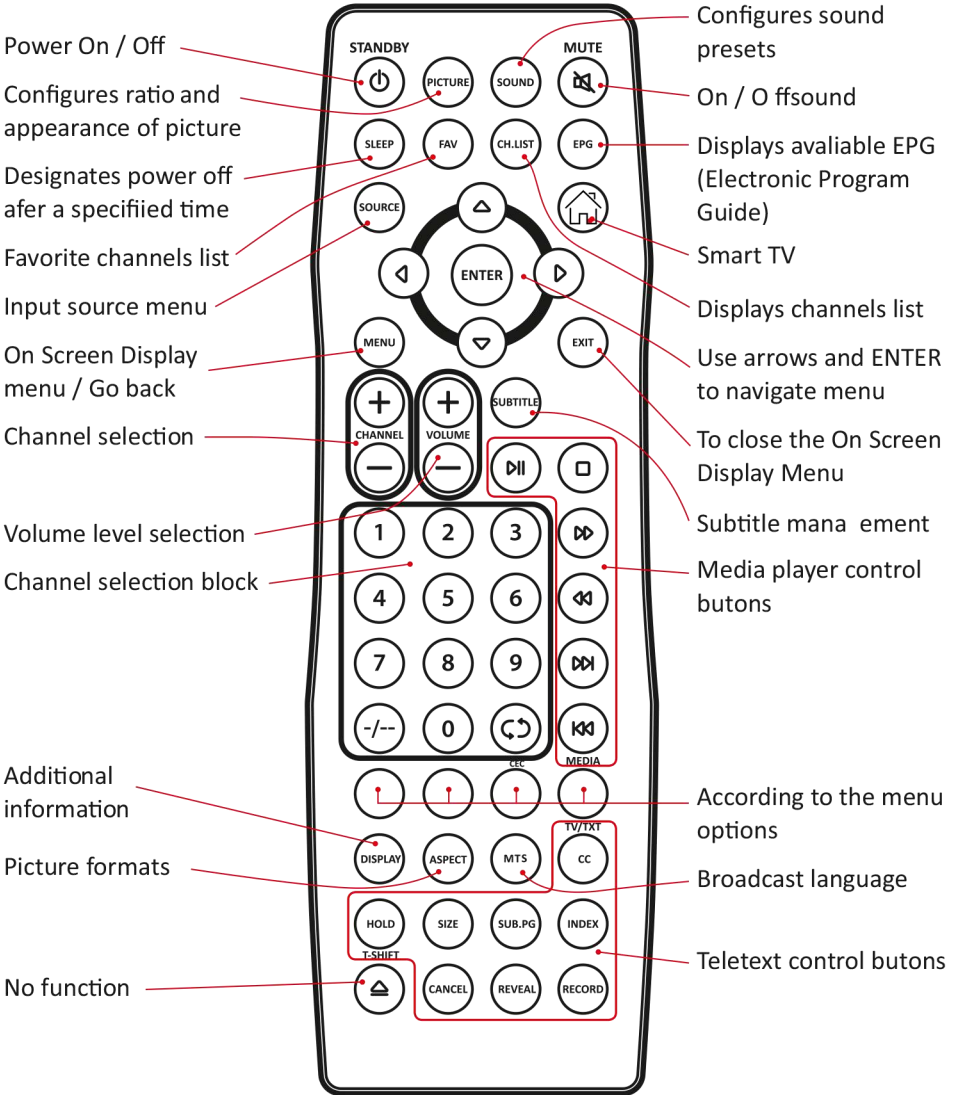 Power On / Off
Configures ratio and
appearance of picture
Designates power off
afer a specifiied time
Favorite channels list
Input source menu
On Screen Display
menu / Go back
Channel selection
Volume level selection
Channel selection block
Additional
information
Picture formats
No function
STANDBY
MUTE
PICTURE
SOUND
SLEEP
FAV
CH.LIST
EPG
SOURCE
ENTER
MENU
EXIT
+
+
SUBTITLE
CHANNEL
VOLUME
—
—
1
2
3
4
5
6
7
8
9
-/--
0
CEC
MEDIA
TV/TXT
DISPLAY
ASPECT
MTS
CC
HOLD
SIZE
SUB.PG
INDEX
T-SHIFT
CANCEL
REVEAL
RECORD
Configures sound
presets
On / O ffsound
Displays avaliable EPG
(Electronic Program
Guide)
Smart TV
Displays channels list
Use arrows and ENTER
to navigate menu
To close the On Screen
Display Menu
Subtitle mana ement
Media player control
butons
According to the menu
options
Broadcast language
Teletext control butons